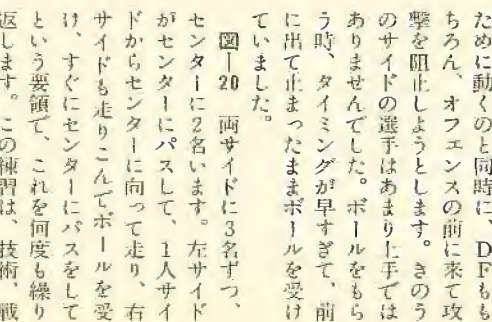 ために動くのと同時に、DFもも
ちろん、オフェンスの前に来て攻
撃を阻止しようとします。きのう
のサイドの選手はあまり上手では
ありませんでした。ボールをもら
う時、タイミングが早すぎて、前
に出て止まったままボールを受け
ていました。
図―20　両サイドに3名ずつ、
センターに2名います。左サイド
がセンターにパスして、1人サイ
ドからセンターに向って走り、右
サイドも走りこんでボールを受
け、すぐにセンターにパスをして
という要領で、これを何度も繰り
返します。この練習は、技術、戦